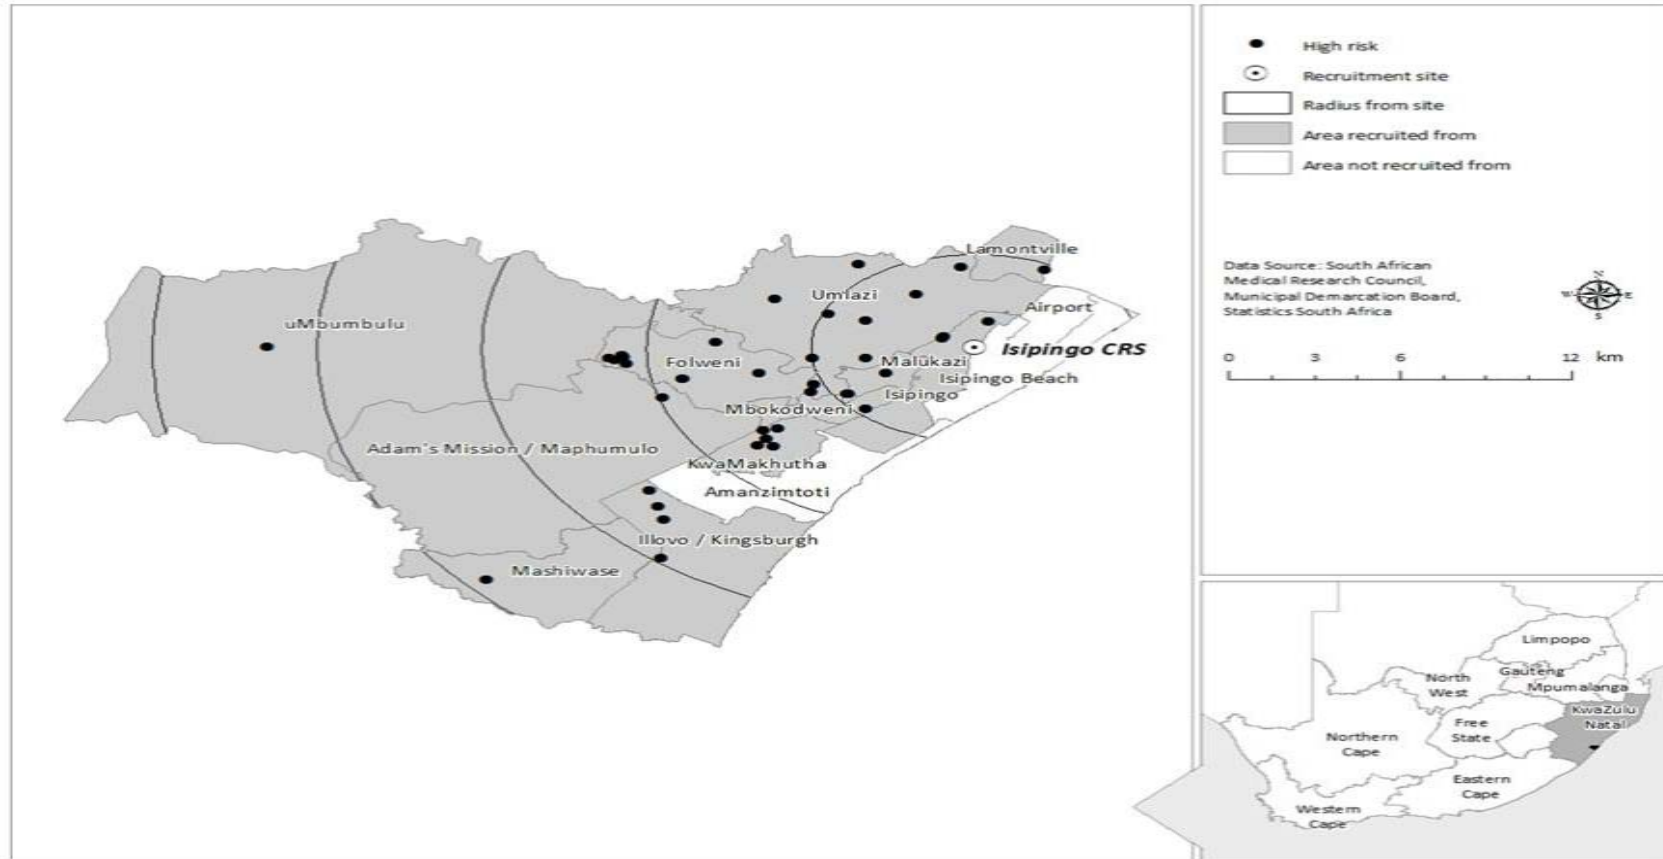 Lamontville
Umlazi
Airport
uMbumbulu
Isipingo CRS
Folweni
Malukazi
Isipingo Beach
Isipingo
Mbokodweni
Adam's Mission / Maphumulo
KwaMakhutha
Amanzimtoti
Illovo / Kingsburgh
Mashiwase
High risk
Recruitment site
Radius from site
Area recruited from
Area not recruited from
Data Source: South African
Medical Research Council,
Municipal Demarcation Board,
Statistics South Africa
N
W E
S
0 3 6 12 km
Limpopo
Gauteng
North
West
Mpumalanga
KwaZulu
Natal
Free
State
Northern
Cape
Eastern
Cape
Western
Cape